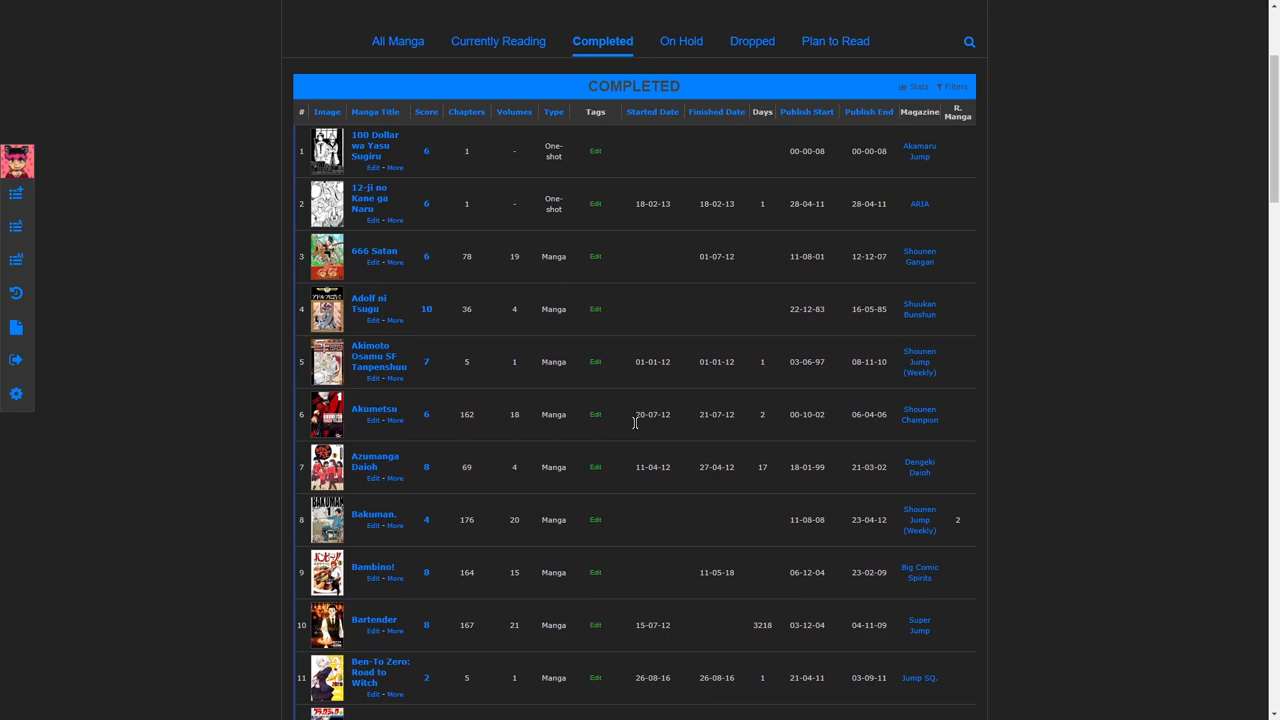 All Manga Currently Reading Completed On Hold Dropped Plan to Read
COMPLETED Stats Filters
# Image Manga Title Score Chapters Volumes Type Tags Started Date Finished Date Days Publish Start Publish End Magazine R. Manga
1 100 Dollar wa Yasu Sugiru Edit - More 6 1 - One-shot Edit 00-00-08 00-00-08 Akamaru Jump
2 12-ji no Kane ga Naru Edit - More 6 1 - One-shot Edit 18-02-13 18-02-13 1 28-04-11 28-04-11 ARIA
3 666 Satan Edit - More 6 78 19 Manga Edit 01-07-12 11-08-01 12-12-07 Shounen Gangan
4 Adolf ni Tsugu Edit - More 10 36 4 Manga Edit 22-12-83 16-05-85 Shuukan Bunshun
5 Akimoto Osamu SF Tanpenshuu Edit - More 7 5 1 Manga Edit 01-01-12 01-01-12 1 03-06-97 08-11-10 Shounen Jump (Weekly)
6 Akumetsu Edit - More 6 162 18 Manga Edit 20-07-12 21-07-12 2 00-10-02 06-04-06 Shounen Champion
7 Azumanga Daioh Edit - More 8 69 4 Manga Edit 11-04-12 27-04-12 17 18-01-99 21-03-02 Dengeki Daioh
8 Bakuman. Edit - More 4 176 20 Manga Edit 11-08-08 23-04-12 Shounen Jump (Weekly) 2
9 Bambino! Edit - More 8 164 15 Manga Edit 11-05-18 06-12-04 23-02-09 Big Comic Spirits
10 Bartender Edit - More 8 167 21 Manga Edit 15-07-12 3218 03-12-04 04-11-09 Super Jump
11 Ben-To Zero: Road to Witch Edit - More 2 5 1 Manga Edit 26-08-16 26-08-16 1 21-04-11 03-09-11 Jump SQ.